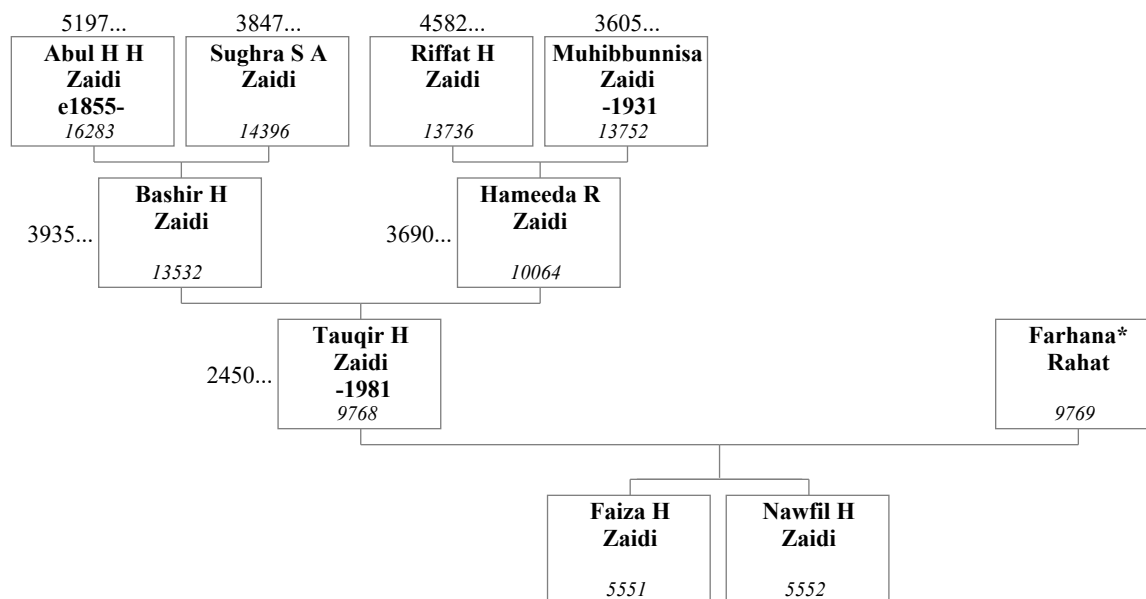 5197...
3847...
4582...
3605...
Abul H H
Zaidi
e1855-
16283
Sughra S A
Zaidi
14396
Riffat H
Zaidi
13736
Muhibbunnisa
Zaidi
-1931
13752
3935...
Bashir H
Zaidi
13532
3690...
Hameeda R
Zaidi
10064
2450...
Tauqir H
Zaidi
-1981
9768
Farhana*
Rahat
9769
Faiza H
Zaidi
5551
Nawfil H
Zaidi
5552